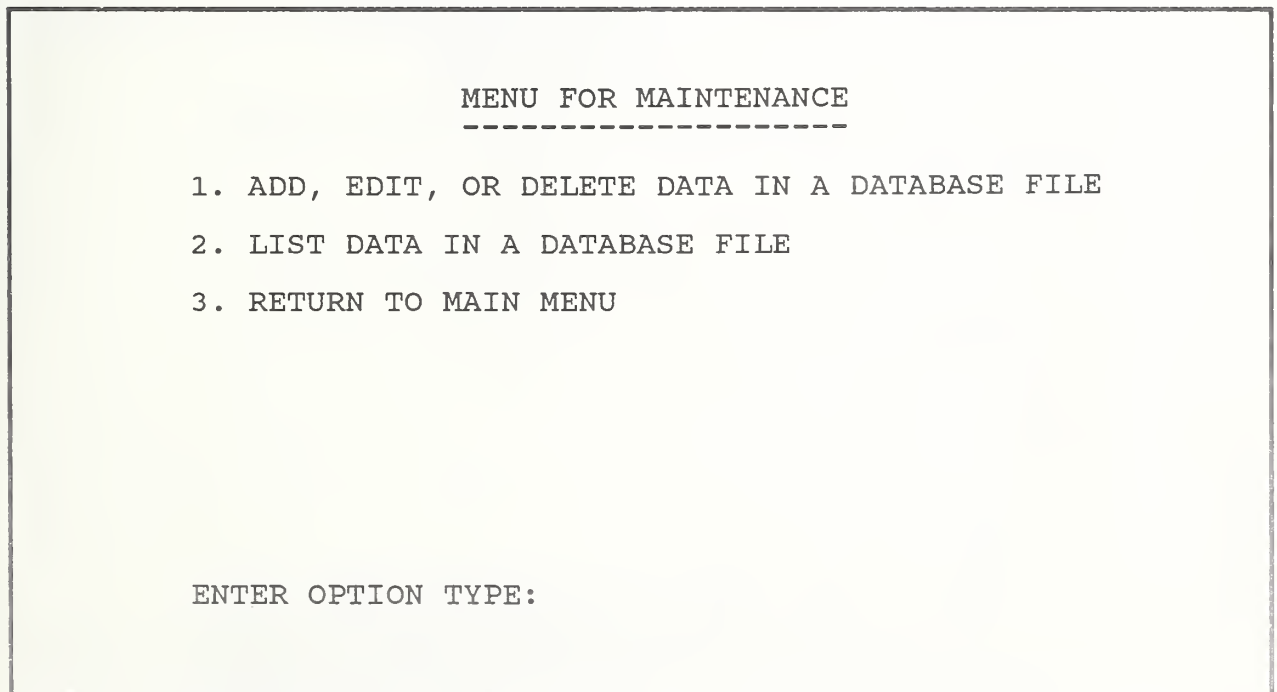 MENU FOR MAINTENANCE
--------------------
1. ADD, EDIT, OR DELETE DATA IN A DATABASE FILE
2. LIST DATA IN A DATABASE FILE
3. RETURN TO MAIN MENU
ENTER OPTION TYPE: